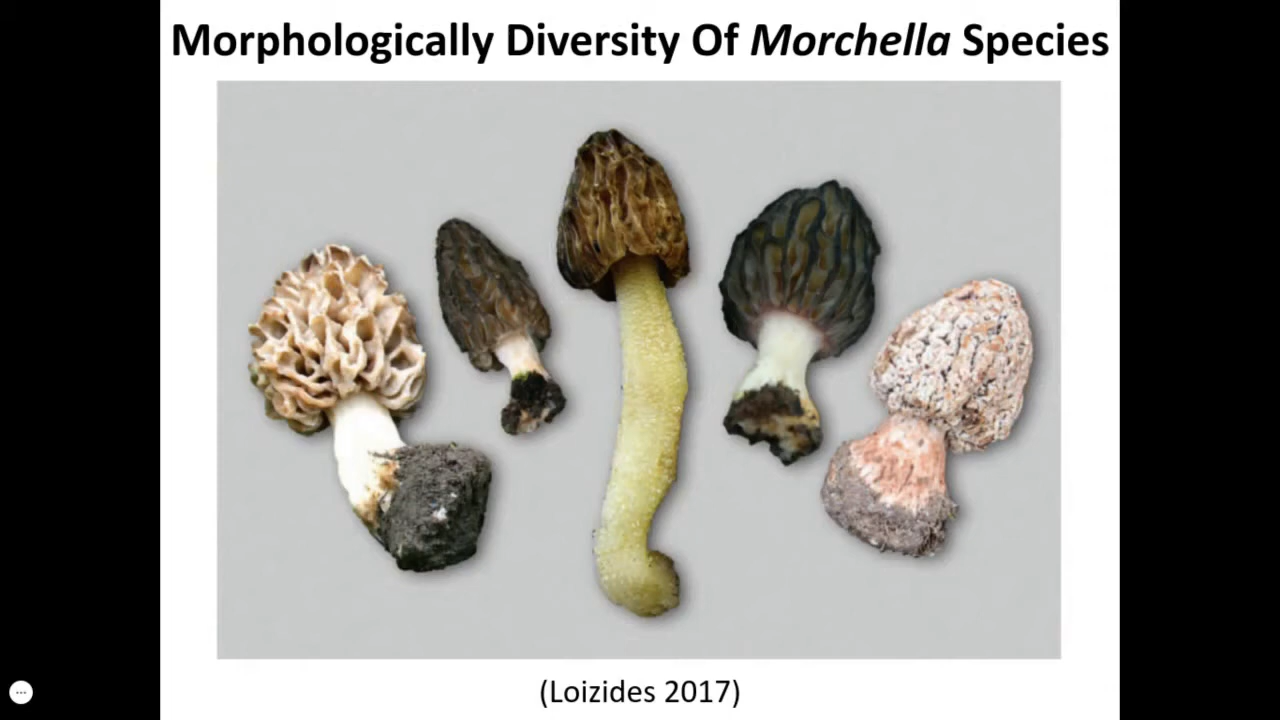 Morphologically Diversity Of Morchella Species
(Loizides 2017)